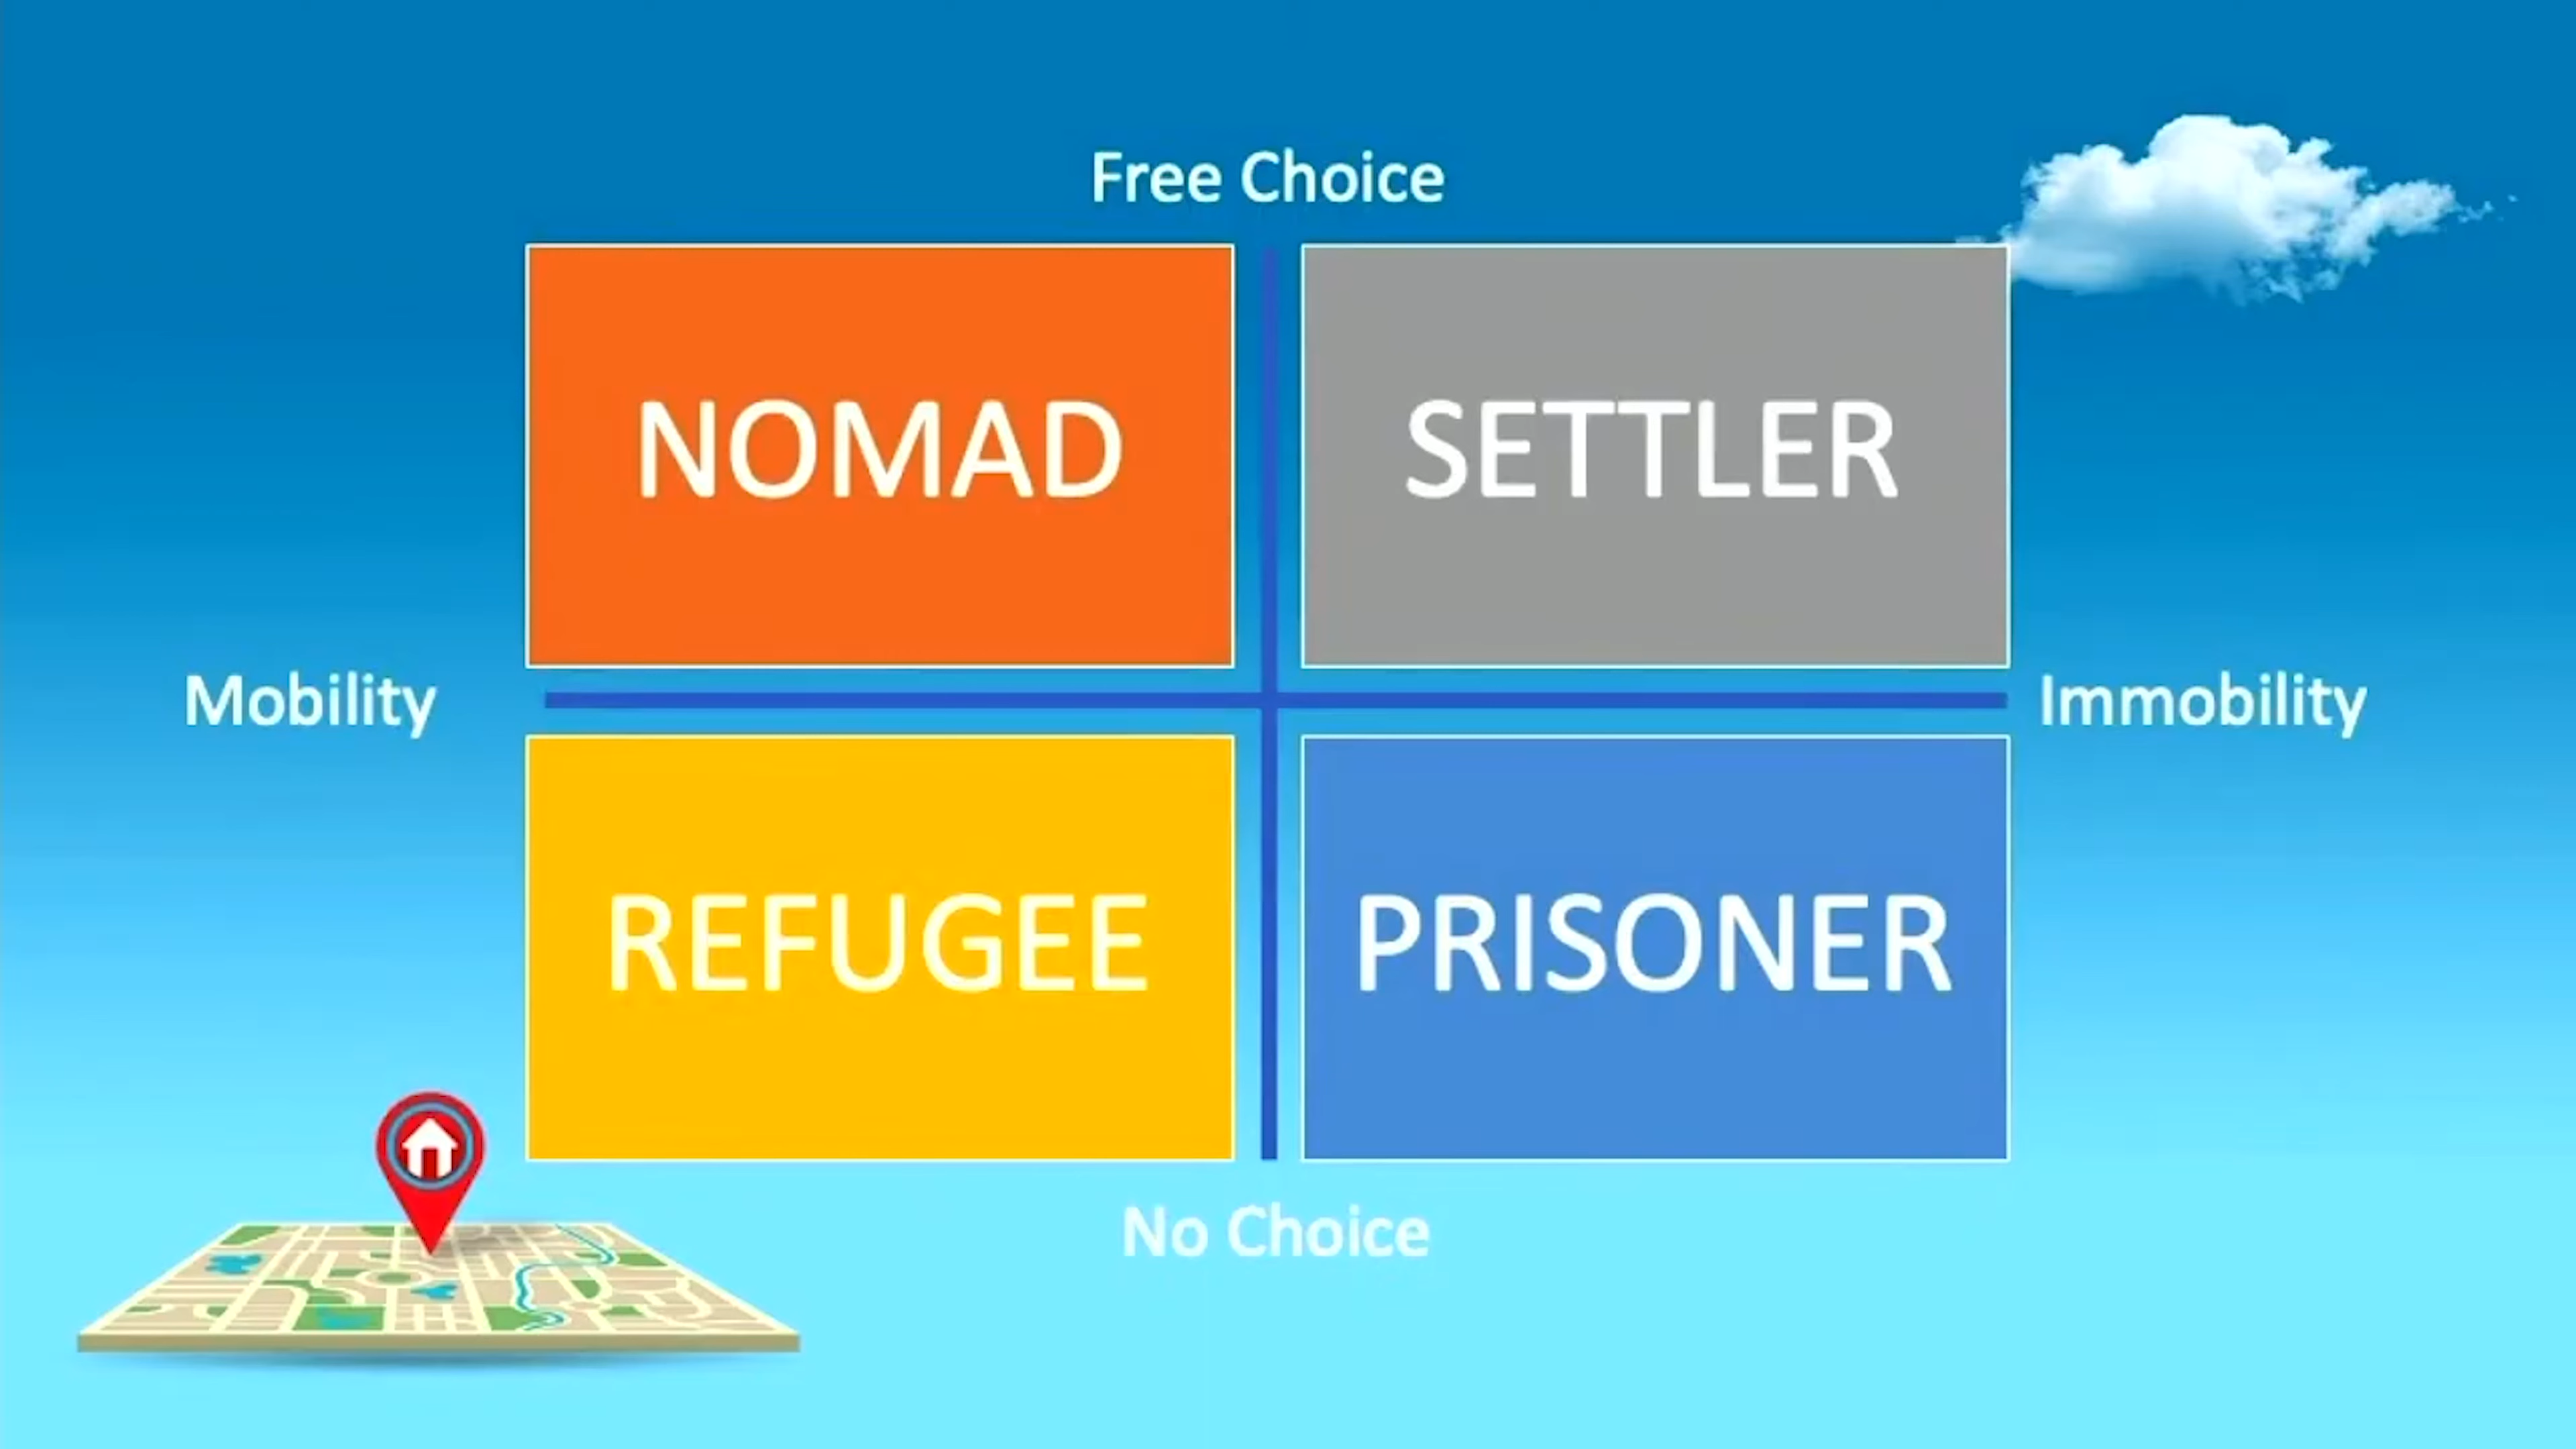 Free Choice
NOMAD
SETTLER
Mobility
Immobility
REFUGEE
PRISONER
No Choice